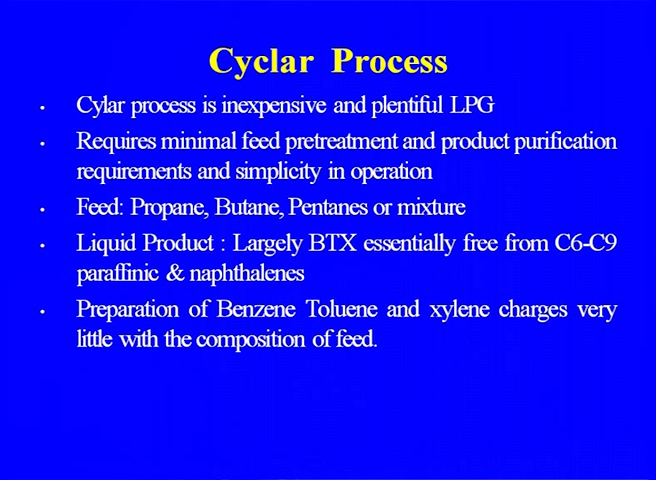 Cyclar Process
• Cylar process is inexpensive and plentiful LPG
• Requires minimal feed pretreatment and product purification
requirements and simplicity in operation
• Feed: Propane, Butane, Pentanes or mixture
• Liquid Product : Largely BTX essentially free from C6-C9
paraffinic & naphthalenes
• Preparation of Benzene Toluene and xylene charges very
little with the composition of feed.